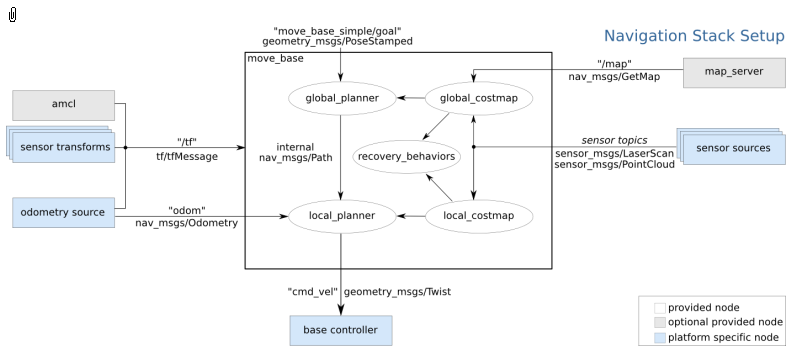 "move_base_simple/goal"
geometry_msgs/PoseStamped
Navigation Stack Setup
move_base
"/map"
nav_msgs/GetMap
map_server
global_planner
global_costmap
amcl
sensor transforms
"/tf"
tf/tfMessage
internal
nav_msgs/Path
recovery_behaviors
sensor topics
sensor_msgs/LaserScan
sensor_msgs/PointCloud
sensor sources
odometry source
"odom"
nav_msgs/Odometry
local_planner
local_costmap
"cmd_vel" geometry_msgs/Twist
base controller
provided node
optional provided node
platform specific node